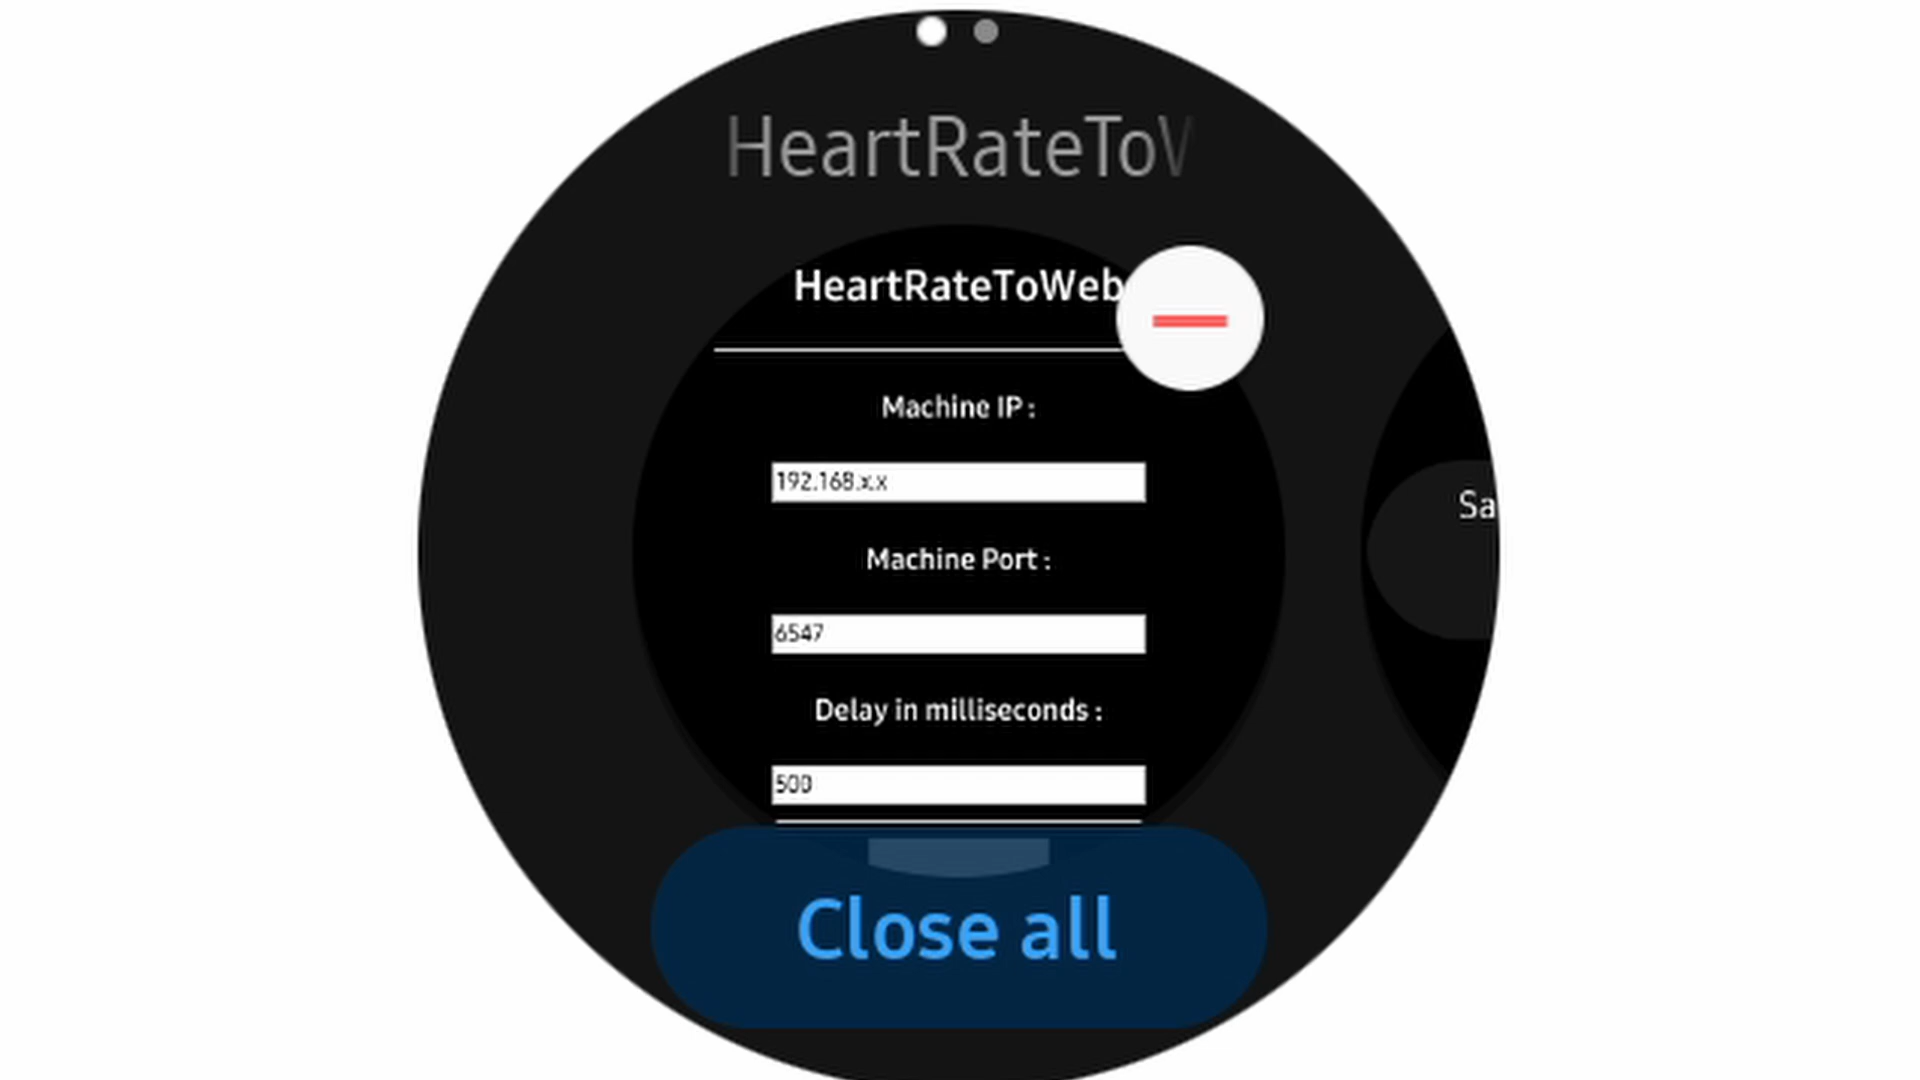 HeartRateToW
HeartRateToWeb
Machine IP :
192.168.x.x
Machine Port :
6547
Sa
Delay in milliseconds :
500
Close all